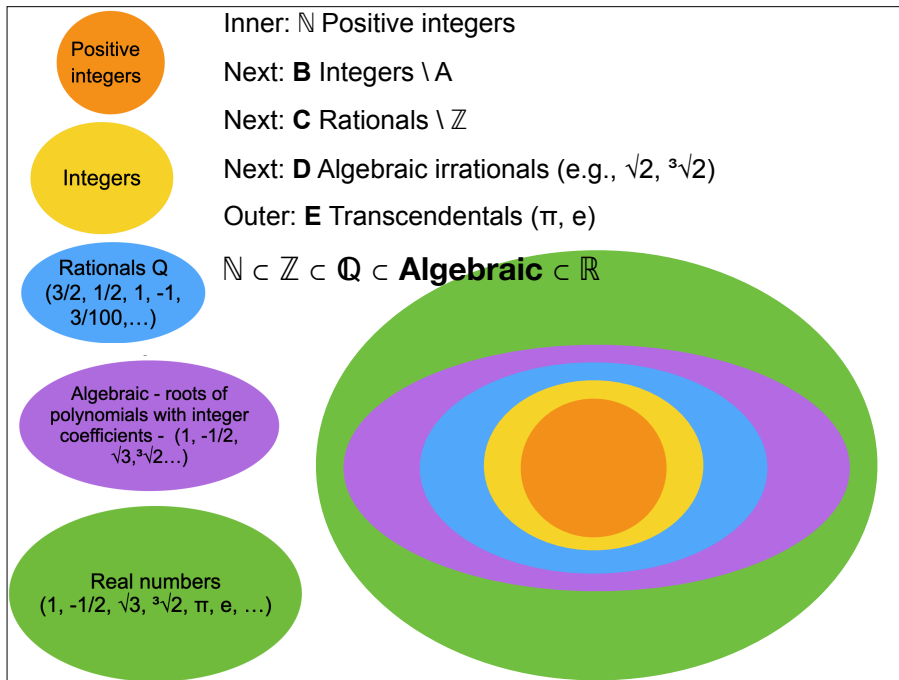 Positive
integers
Integers
Rationals Q
(3/2, 1/2, 1, -1,
3/100,…)
Algebraic - roots of
polynomials with integer
coefficients -  (1, -1/2,
√3,³√2…)
Real numbers
(1, -1/2, √3, ³√2, π, e, …)
Inner: ℕ Positive integers
Next: B Integers \ A
Next: C Rationals \ ℤ
Next: D Algebraic irrationals (e.g., √2, ³√2)
Outer: E Transcendentals (π, e)
ℕ ⊂ ℤ ⊂ ℚ ⊂ Algebraic ⊂ ℝ